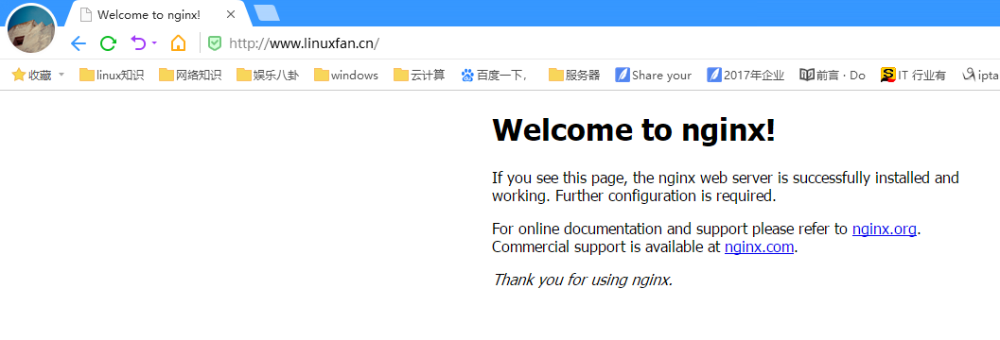 Welcome to nginx!
http://www.linuxfan.cn/
收藏 linux知识 网络知识 娱乐八卦 windows 云计算 百度一下, 服务器 Share your 2017年企业 前言 · Do IT 行业有 ipta
Welcome to nginx!
If you see this page, the nginx web server is successfully installed and
working. Further configuration is required.
For online documentation and support please refer to nginx.org.
Commercial support is available at nginx.com.
Thank you for using nginx.